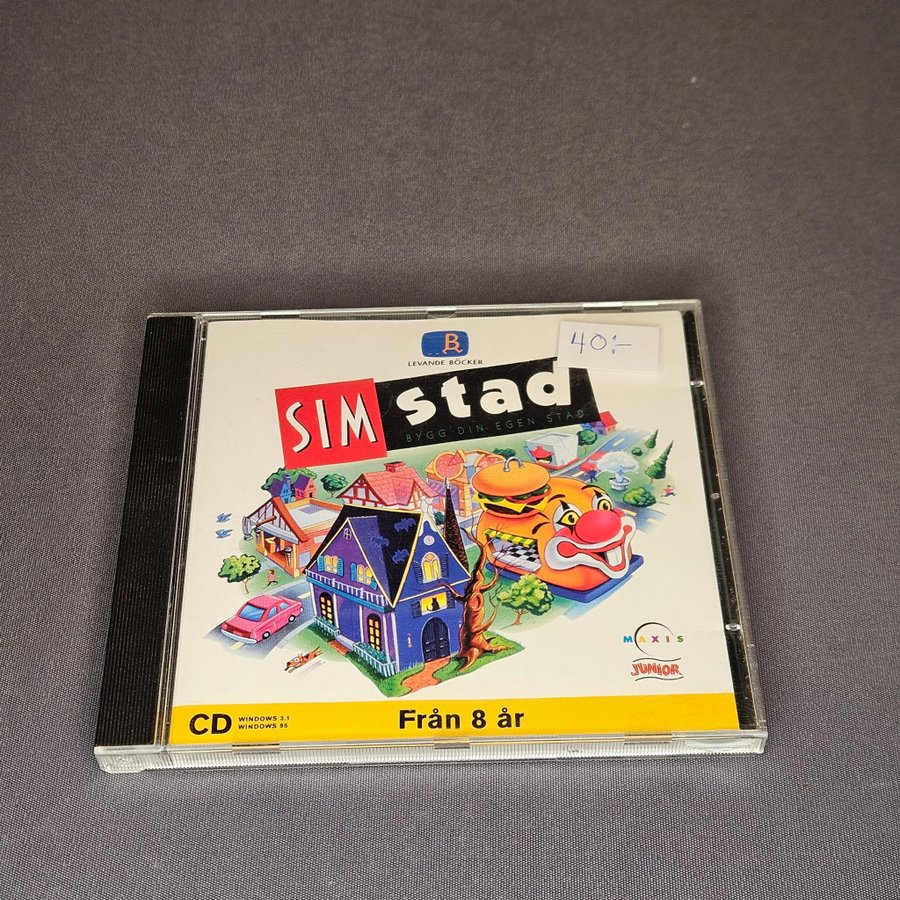 B
LEVANDE BÖCKER
40:-
SIM stad
BYGG DIN EGEN STAD
MAXIS
JUNIOR
CD WINDOWS 3.1
WINDOWS 95
Från 8 år